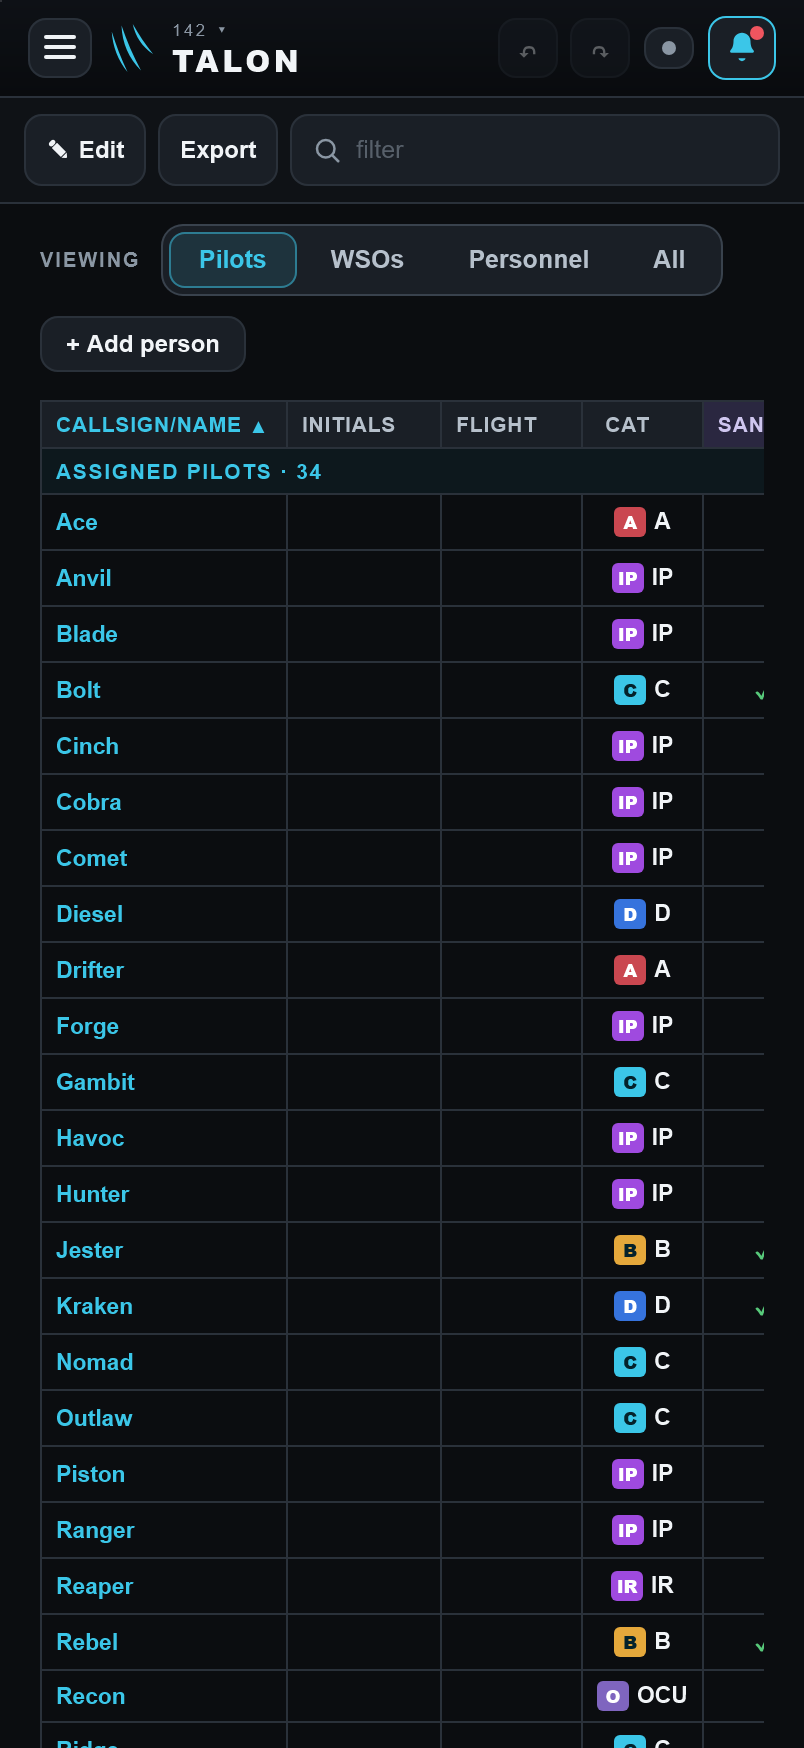 142 ▾
TALON
Edit
Export
filter
VIEWING
Pilots
WSOs
Personnel
All
+ Add person
CALLSIGN/NAME ▲ INITIALS FLIGHT CAT SAN
ASSIGNED PILOTS · 34
Ace A A
Anvil IP IP
Blade IP IP
Bolt C C
Cinch IP IP
Cobra IP IP
Comet IP IP
Diesel D D
Drifter A A
Forge IP IP
Gambit C C
Havoc IP IP
Hunter IP IP
Jester B B
Kraken D D
Nomad C C
Outlaw C C
Piston IP IP
Ranger IP IP
Reaper IR IR
Rebel B B
Recon O OCU
Ridge C C